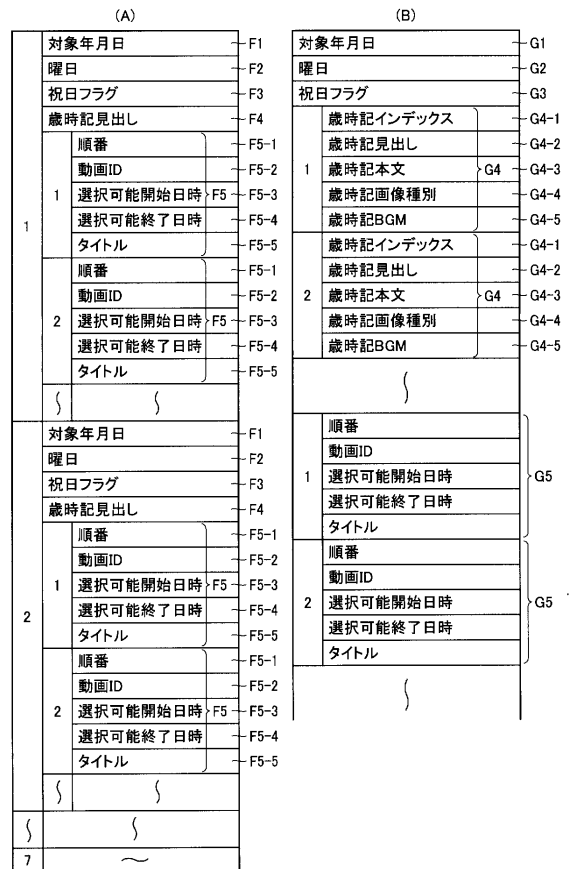 (A)
1
対象年月日 F1
曜日 F2
祝日フラグ F3
歳時記見出し F4
1
順番 F5-1
動画ID F5-2
選択可能開始日時 F5 F5-3
選択可能終了日時 F5-4
タイトル F5-5
2
順番 F5-1
動画ID F5-2
選択可能開始日時 F5 F5-3
選択可能終了日時 F5-4
タイトル F5-5
2
対象年月日 F1
曜日 F2
祝日フラグ F3
歳時記見出し F4
1
順番 F5-1
動画ID F5-2
選択可能開始日時 F5 F5-3
選択可能終了日時 F5-4
タイトル F5-5
2
順番 F5-1
動画ID F5-2
選択可能開始日時 F5 F5-3
選択可能終了日時 F5-4
タイトル F5-5
7
(B)
対象年月日 G1
曜日 G2
祝日フラグ G3
1
歳時記インデックス G4-1
歳時記見出し G4-2
歳時記本文 G4 G4-3
歳時記画像種別 G4-4
歳時記BGM G4-5
2
歳時記インデックス G4-1
歳時記見出し G4-2
歳時記本文 G4 G4-3
歳時記画像種別 G4-4
歳時記BGM G4-5
1
順番
動画ID
選択可能開始日時 G5
選択可能終了日時
タイトル
2
順番
動画ID
選択可能開始日時 G5
選択可能終了日時
タイトル